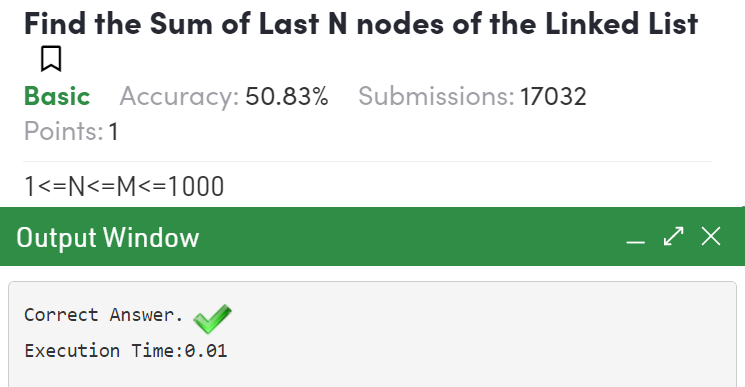 Find the Sum of Last N nodes of the Linked List
Basic Accuracy: 50.83% Submissions: 17032
Points: 1
1<=N<=M<=1000
Output Window
Correct Answer.
Execution Time:0.01